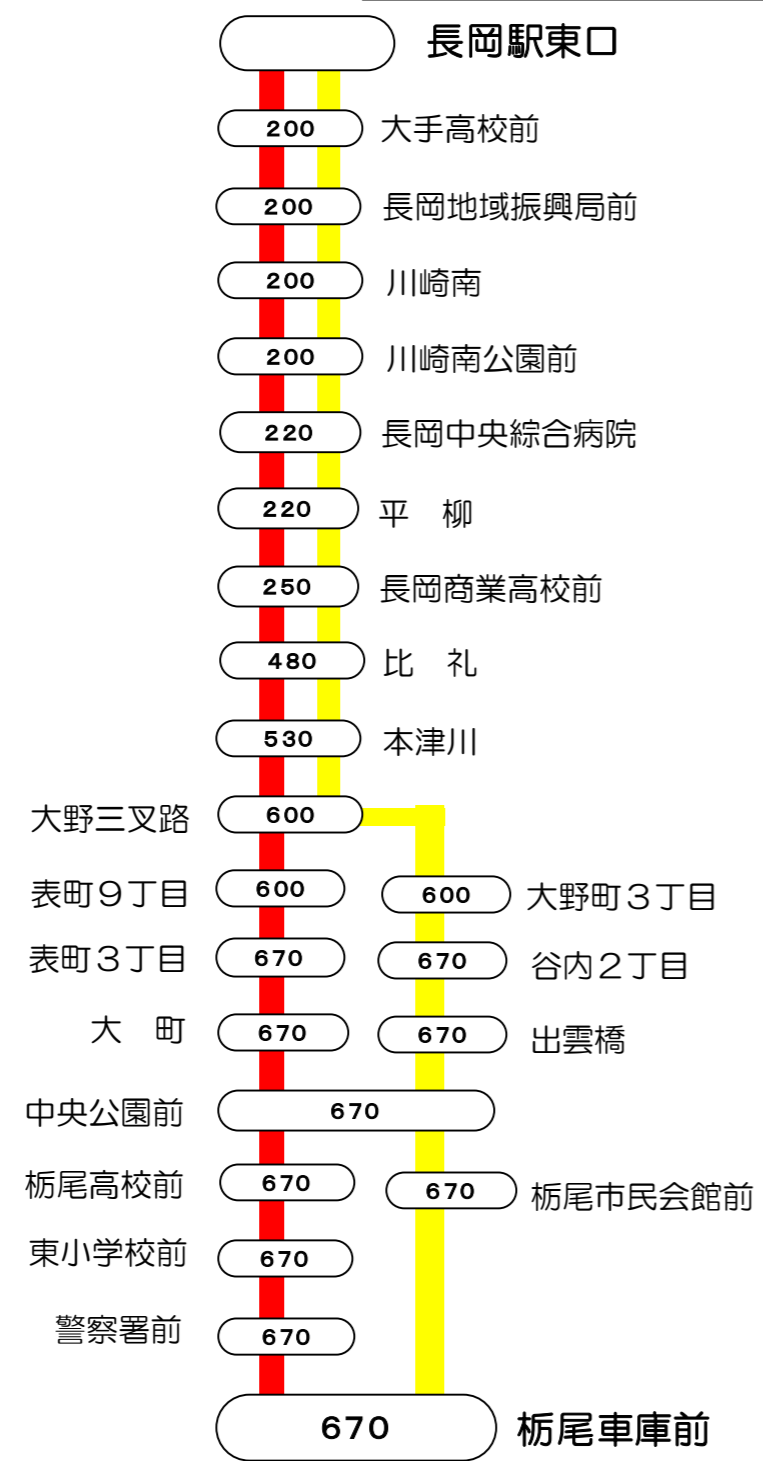 長岡駅東口
200 大手高校前
200 長岡地域振興局前
200 川崎南
200 川崎南公園前
220 長岡中央綜合病院
220 平　柳
250 長岡商業高校前
480 比　礼
530 本津川
大野三叉路 600
表町９丁目 600 600 大野町３丁目
表町３丁目 670 670 谷内２丁目
大　町 670 670 出雲橋
中央公園前 670
栃尾高校前 670 670 栃尾市民会館前
東小学校前 670
警察署前 670
670 栃尾車庫前